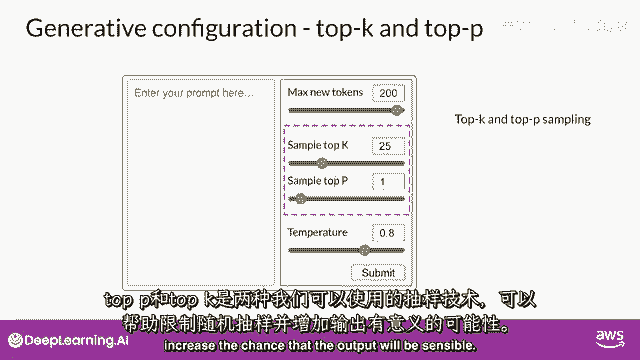 Generative configuration - top-k and top-p
Enter your prompt here...
Max new tokens 200
Sample top K 25
Sample top P 1
Temperature 0.8
Submit
Top-k and top-p sampling
top p和top k是两种我们可以使用的抽样技术，可以
帮助限制随机抽样并增加输出有意义的可能性。
increase the chance that the output will be sensible.
DeepLearning.AI
aws